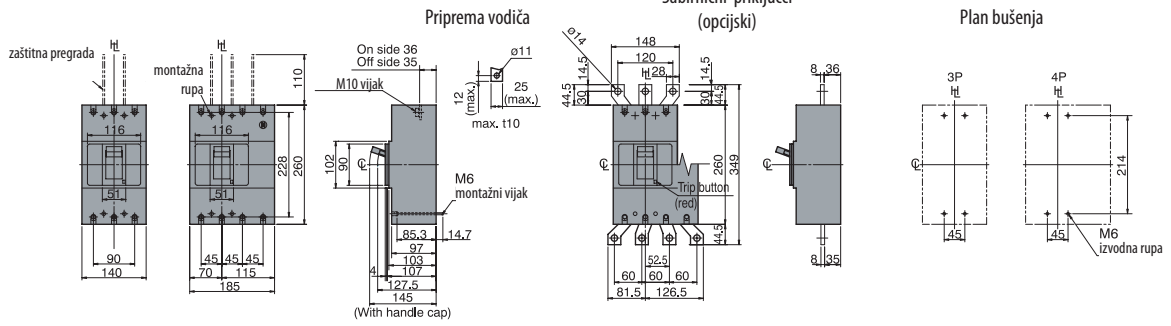 Priprema vodiča
(opcijski)
Plan bušenja
zaštitna pregrada
HL
HL
montažna
rupa
110
116
116
228
260
51
51
90
140
45 45 45
70 115
185
On side 36
Off side 35
M10 vijak
ø11
12
(max.)
25
(max.)
max. t10
102
90
M6
montažni vijak
85.3 14.7
97
103
4 107
127.5
145
(With handle cap)
ø14
148
120
HL 28
14.5
44.5
30
14.5
44.5
30
260
349
Trip button
(red)
44.5
52.5
60 60 60
81.5 126.5
8 36
8 35
3P
HL
4P
HL
214
45
45
M6
izvodna rupa